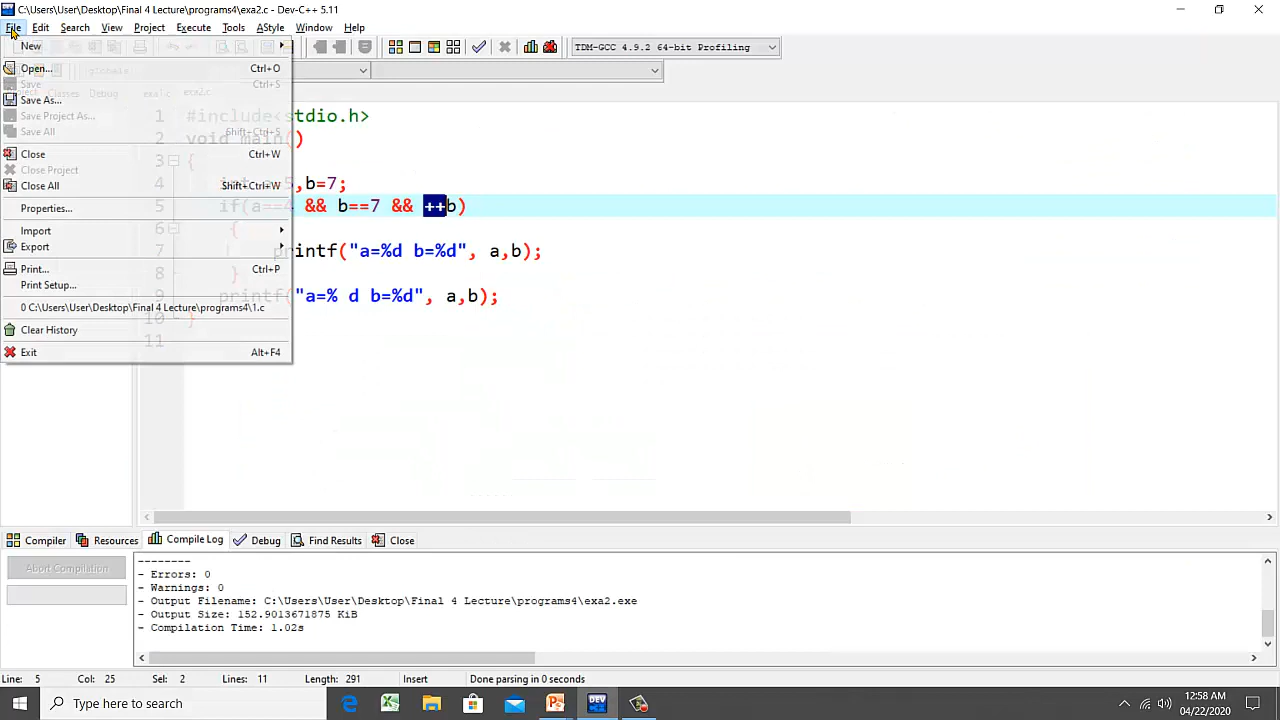 C:\Users\User\Desktop\Final 4 Lecture\programs4\exa2.c - Dev-C++ 5.11
File Edit Search View Project Execute Tools AStyle Window Help
New
TDM-GCC 4.9.2 64-bit Profiling
Open... Ctrl+O
Save Ctrl+S
Classes Debug exa1.c exa2.c
Save As...
Save Project As...
Save All Shift+Ctrl+S
Close Ctrl+W
Close Project
Close All Shift+Ctrl+W
Properties...
Import
Export
Print... Ctrl+P
Print Setup...
0 C:\Users\User\Desktop\Final 4 Lecture\programs4\1.c
Clear History
Exit Alt+F4
1 #include<stdio.h>
2 void main()
3 {
4 int a=5,b=7;
5 if(a==4 && b==7 && ++b)
6 {
7 printf("a=%d b=%d", a,b);
8 }
9 printf("a=% d b=%d", a,b);
10 }
11
Compiler Resources Compile Log Debug Find Results Close
Abort Compilation
--------
- Errors: 0
- Warnings: 0
- Output Filename: C:\Users\User\Desktop\Final 4 Lecture\programs4\exa2.exe
- Output Size: 152.9013671875 KiB
- Compilation Time: 1.02s
Line: 5 Col: 25 Sel: 2 Lines: 11 Length: 291 Insert Done parsing in 0 seconds
Type here to search
DEV
12:58 AM
04/22/2020